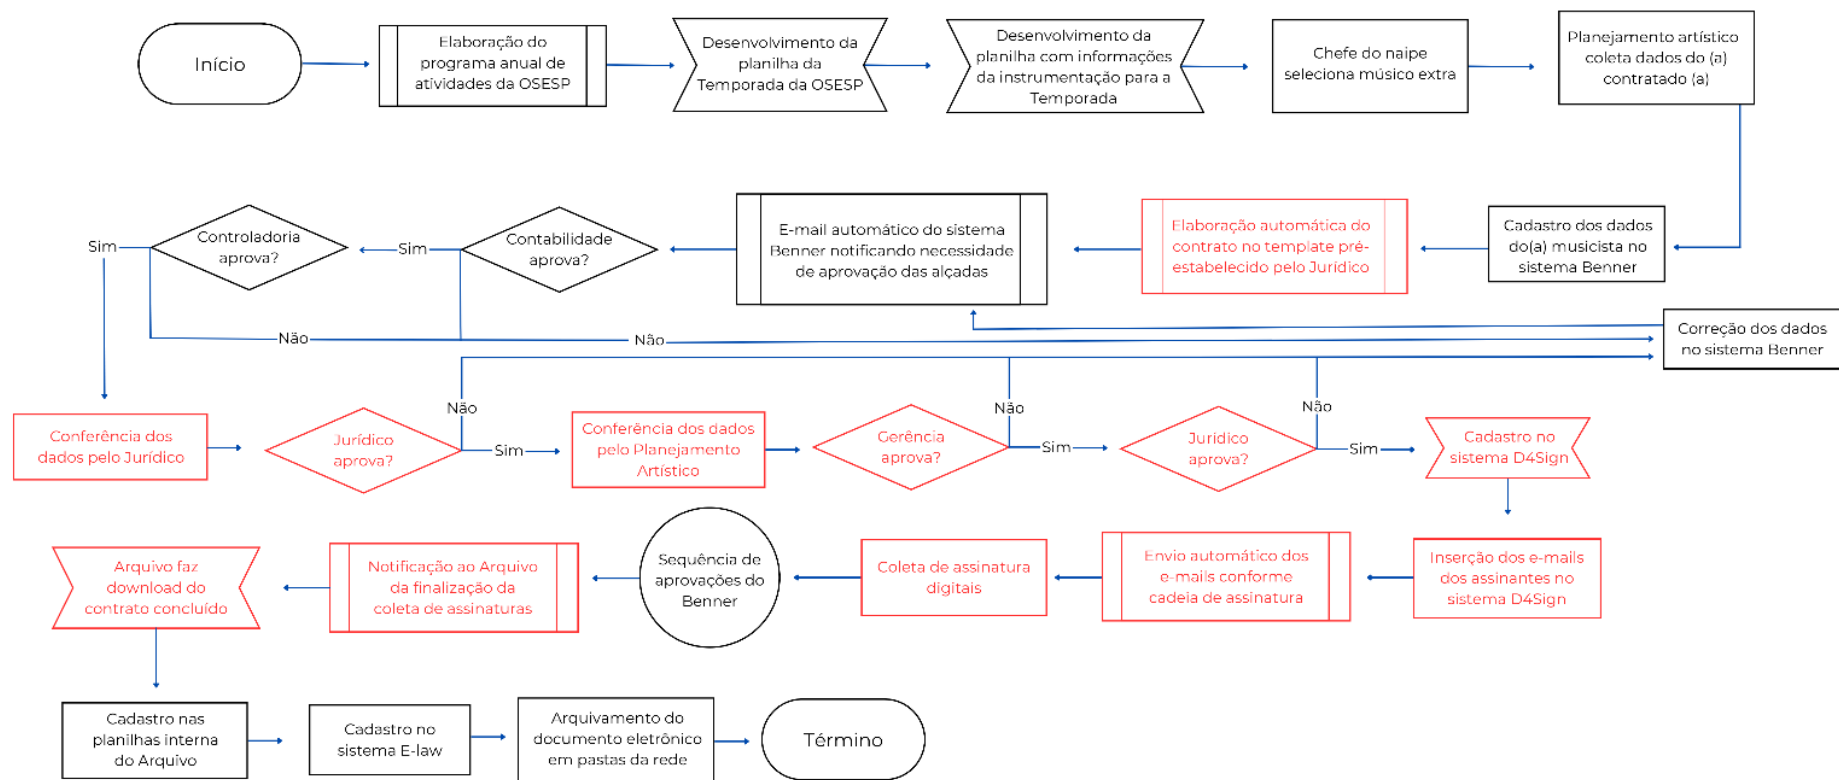 Início
Elaboração do
programa anual de
atividades da OSESP
Desenvolvimento da
planilha da
Temporada da OSESP
Desenvolvimento da
planilha com informações
da instrumentação para a
Temporada
Chefe do naipe
seleciona músico extra
Planejamento artístico
coleta dados do (a)
contratado (a)
Sim
Controladoria
aprova?
Sim
Contabilidade
aprova?
E-mail automático do sistema
Benner notificando necessidade
de aprovação das alçadas
Elaboração automática do
contrato no template pré-
estabelecido pelo Jurídico
Cadastro dos dados
do(a) musicista no
sistema Benner
Não
Não
Correção dos dados
no sistema Benner
Conferência dos
dados pelo Jurídico
Jurídico
aprova?
Não
Sim
Conferência dos dados
pelo Planejamento
Artístico
Gerência
aprova?
Não
Sim
Jurídico
aprova?
Não
Sim
Cadastro no
sistema D4Sign
Arquivo faz
download do
contrato concluído
Notificação ao Arquivo
da finalização da
coleta de assinaturas
Sequência de
aprovações do
Benner
Coleta de assinatura
digitais
Envio automático dos
e-mails conforme
cadeia de assinatura
Inserção dos e-mails
dos assinantes no
sistema D4Sign
Cadastro nas
planilhas interna
do Arquivo
Cadastro no
sistema E-law
Arquivamento do
documento eletrônico
em pastas da rede
Término